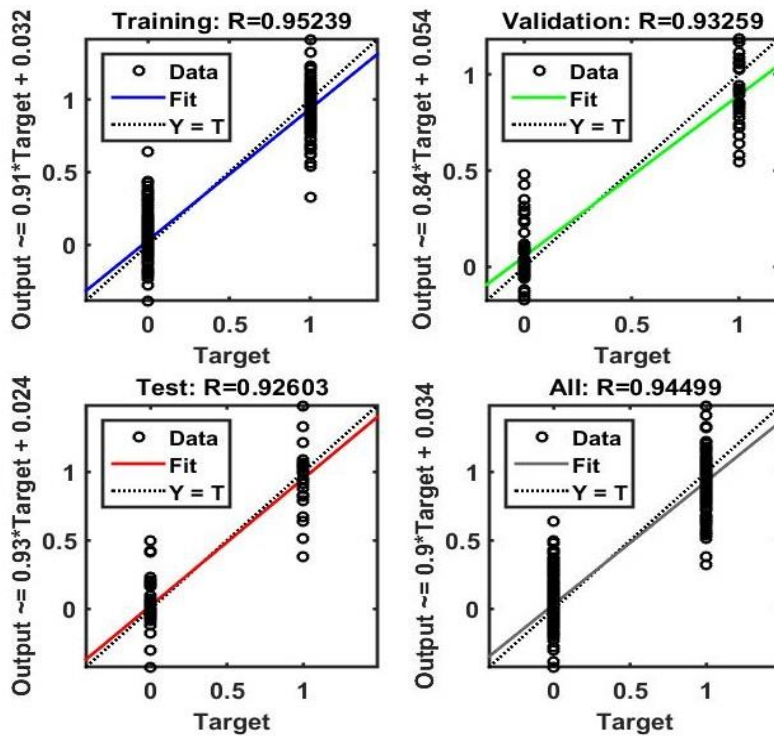 Training: R=0.95239
Output ~= 0.91*Target + 0.032
Data
Fit
Y = T
1
0.5
0
0
0.5
1
Target
Validation: R=0.93259
Output ~= 0.84*Target + 0.054
Data
Fit
Y = T
1
0.5
0
0
0.5
1
Target
Test: R=0.92603
Output ~= 0.93*Target + 0.024
Data
Fit
Y = T
1
0.5
0
0
0.5
1
Target
All: R=0.94499
Output ~= 0.9*Target + 0.034
Data
Fit
Y = T
1
0.5
0
0
0.5
1
Target